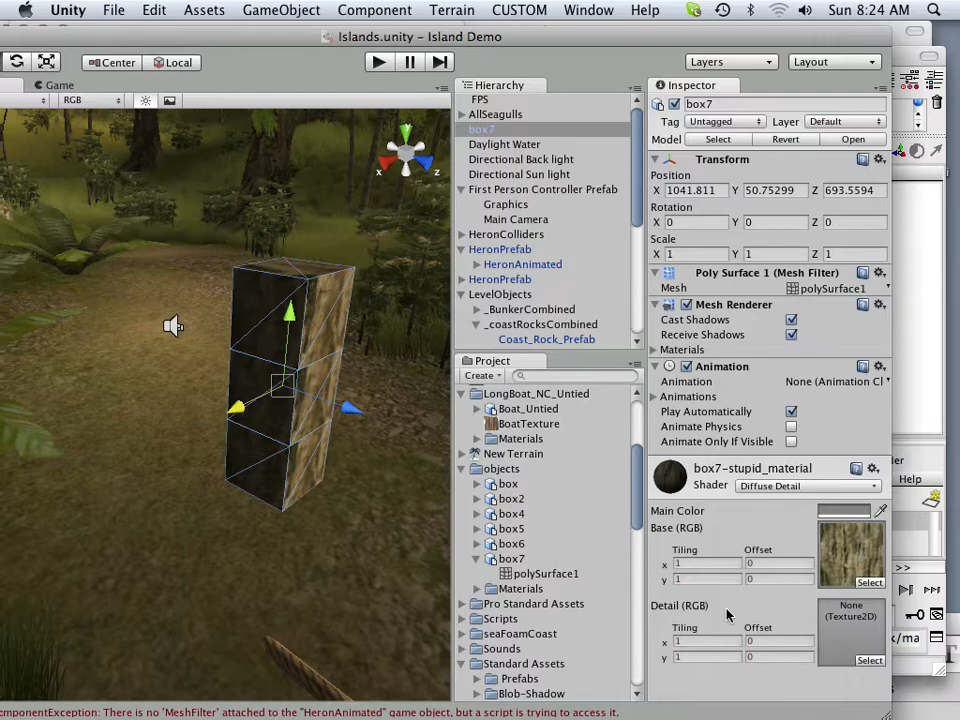 Unity File Edit Assets GameObject Component Terrain CUSTOM Window Help Sun 8:24 AM
Islands.unity – Island Demo
Center Local Layers Layout
Game
RGB
y
x z
Hierarchy
FPS
AllSeagulls
box7
Daylight Water
Directional Back light
Directional Sun light
First Person Controller Prefab
Graphics
Main Camera
HeronColliders
HeronPrefab
HeronAnimated
HeronPrefab
LevelObjects
_BunkerCombined
_coastRocksCombined
Coast_Rock_Prefab
Project
Create
LongBoat_NC_Untied
Boat_Untied
BoatTexture
Materials
New Terrain
objects
box
box2
box4
box5
box6
box7
polySurface1
Materials
Pro Standard Assets
Scripts
seaFoamCoast
Sounds
Standard Assets
Prefabs
Blob-Shadow
Inspector
box7
Tag Untagged Layer Default
Model Select Revert Open
Transform
Position
X 1041.811 Y 50.75299 Z 693.5594
Rotation
X 0 Y 0 Z 0
Scale
X 1 Y 1 Z 1
Poly Surface 1 (Mesh Filter)
Mesh polySurface1
Mesh Renderer
Cast Shadows
Receive Shadows
Materials
Animation
Animation None (Animation Cl
Animations
Play Automatically
Animate Physics
Animate Only If Visible
box7-stupid_material
Shader Diffuse Detail
Main Color
Base (RGB)
Tiling Offset
x 1 0
y 1 0
Select
Detail (RGB)
None
(Texture2D)
Tiling Offset
x 1 0
y 1 0
Select
Help
>>
k/ma
omponentException: There is no 'MeshFilter' attached to the "HeronAnimated" game object, but a script is trying to access it.